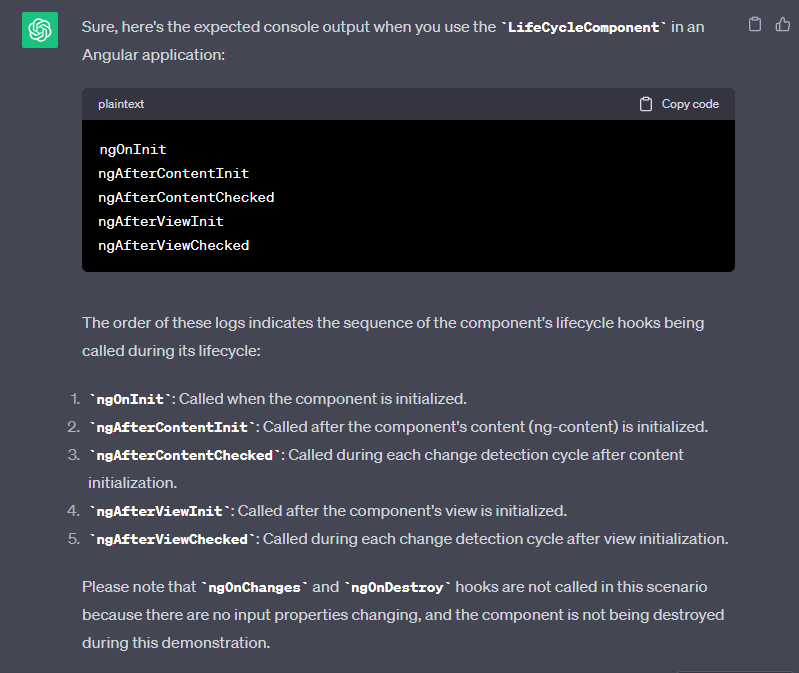 Sure, here's the expected console output when you use the `LifeCycleComponent` in an
Angular application:
plaintext
Copy code
ngOnInit
ngAfterContentInit
ngAfterContentChecked
ngAfterViewInit
ngAfterViewChecked
The order of these logs indicates the sequence of the component's lifecycle hooks being
called during its lifecycle:
1. `ngOnInit`: Called when the component is initialized.
2. `ngAfterContentInit`: Called after the component's content (ng-content) is initialized.
3. `ngAfterContentChecked`: Called during each change detection cycle after content
initialization.
4. `ngAfterViewInit`: Called after the component's view is initialized.
5. `ngAfterViewChecked`: Called during each change detection cycle after view initialization.
Please note that `ngOnChanges` and `ngOnDestroy` hooks are not called in this scenario
because there are no input properties changing, and the component is not being destroyed
during this demonstration.